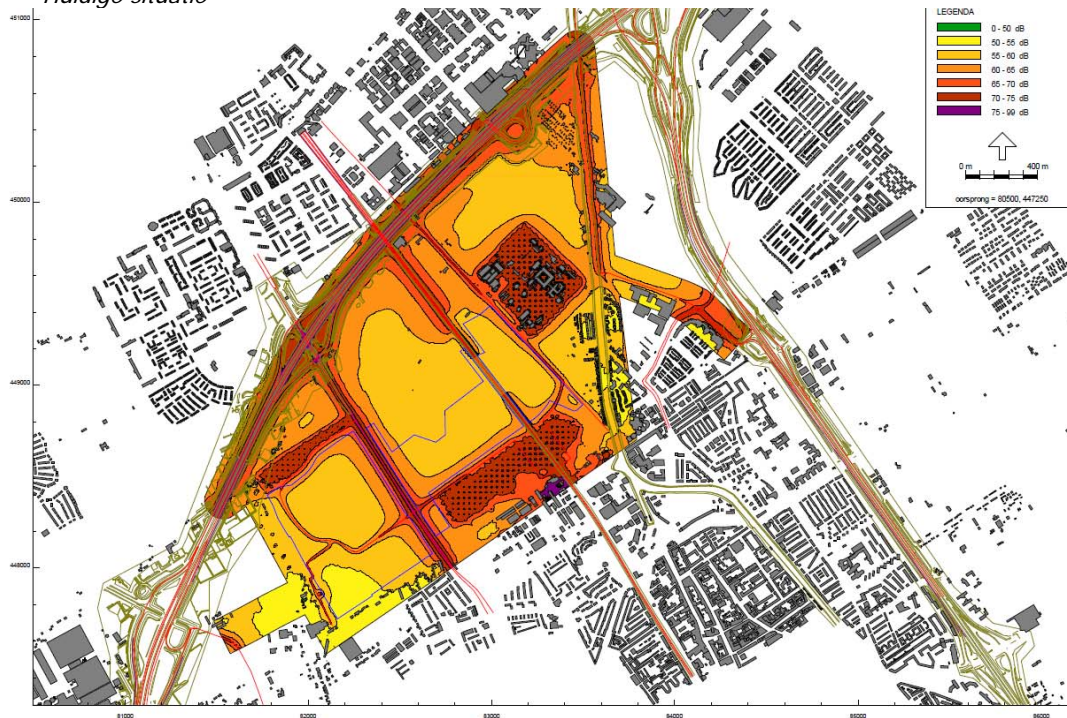 Huidige situatie
451000
450000
449000
448000
81000 82000 83000 84000 85000 86000
LEGENDA
0 - 50 dB
50 - 55 dB
55 - 60 dB
60 - 65 dB
65 - 70 dB
70 - 75 dB
75 - 99 dB
0 m 400 m
oorsprong = 80500, 447250